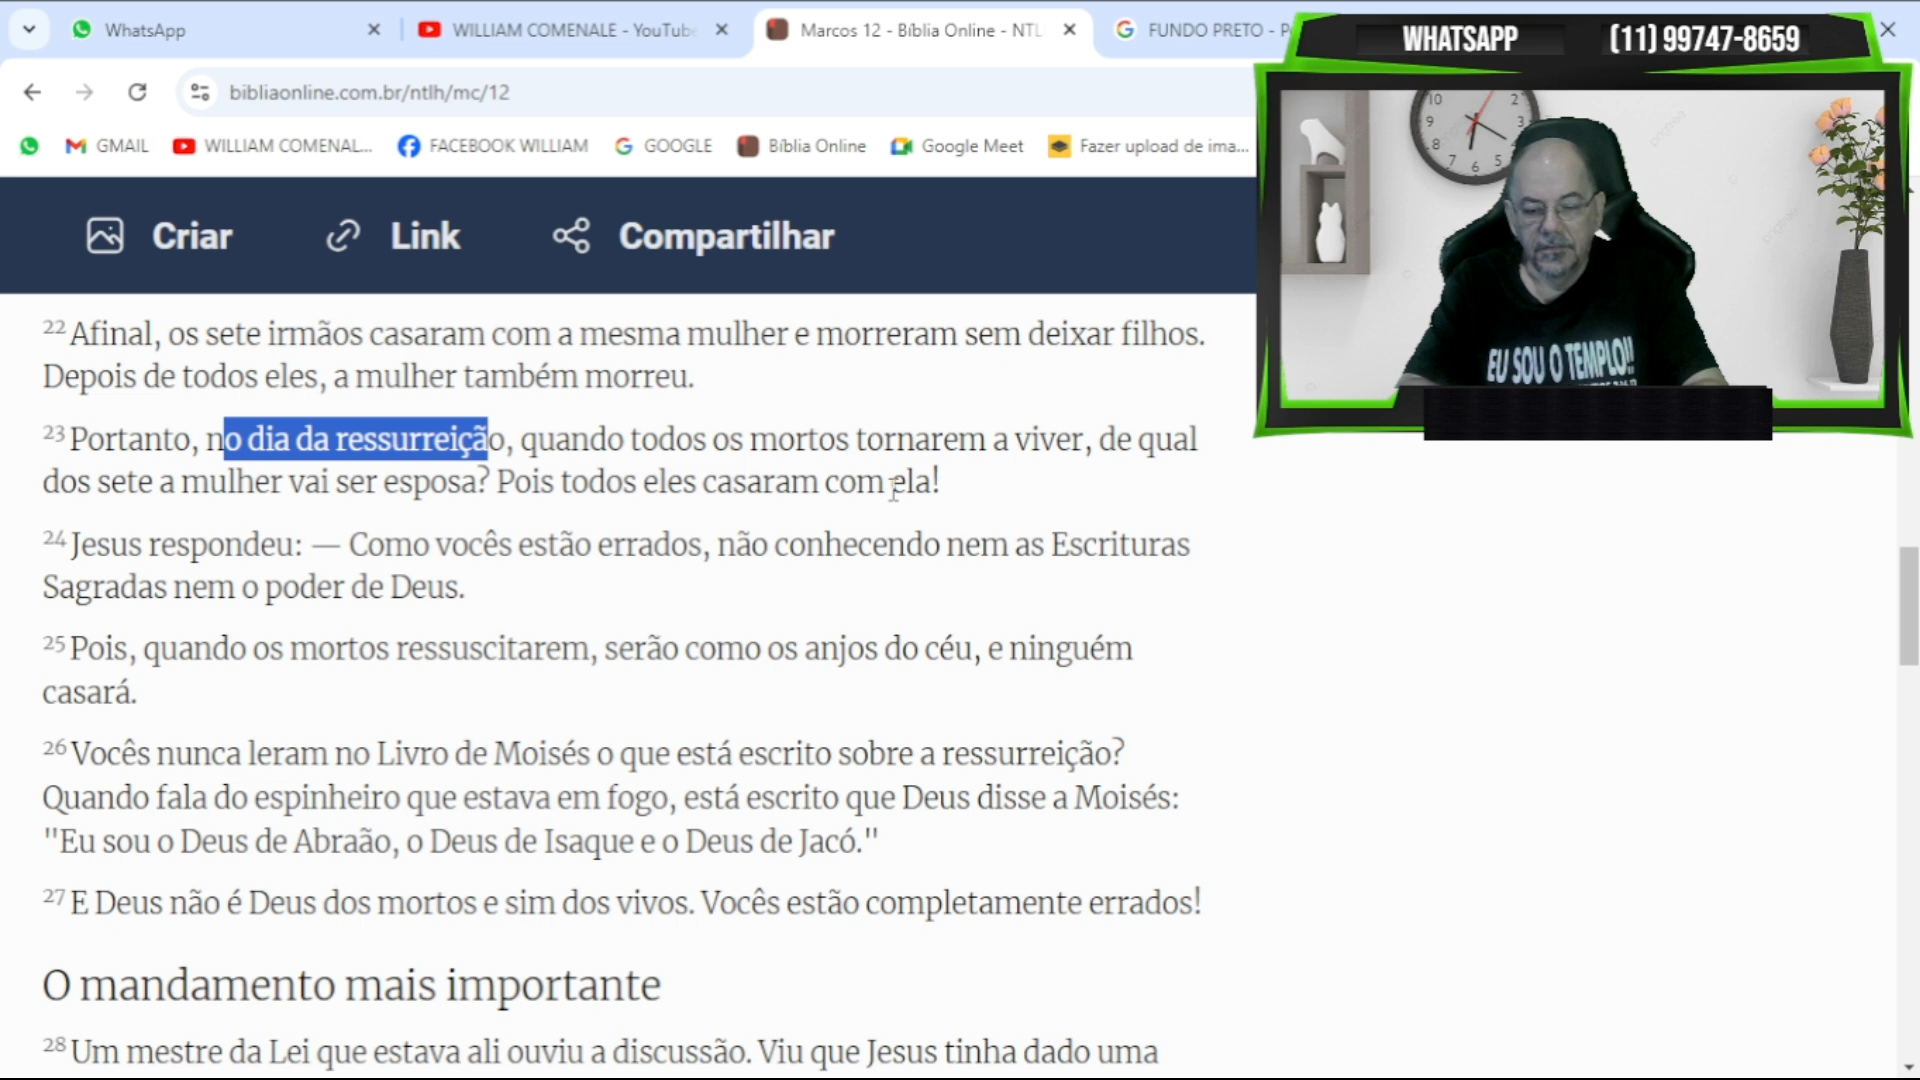 WhatsApp
WILLIAM COMENALE - YouTub
Marcos 12 - Bíblia Online - NTL
FUNDO PRETO - P
WHATSAPP (11) 99747-8659
bibliaonline.com.br/ntlh/mc/12
GMAIL
WILLIAM COMENAL...
FACEBOOK WILLIAM
GOOGLE
Bíblia Online
Google Meet
Fazer upload de ima...
10 2
9 3
8
7 6 5
EU SOU O TEMPLO!!
Criar Link Compartilhar
22 Afinal, os sete irmãos casaram com a mesma mulher e morreram sem deixar filhos.
Depois de todos eles, a mulher também morreu.
23 Portanto, no dia da ressurreição, quando todos os mortos tornarem a viver, de qual
dos sete a mulher vai ser esposa? Pois todos eles casaram com ela!
24 Jesus respondeu: — Como vocês estão errados, não conhecendo nem as Escrituras
Sagradas nem o poder de Deus.
25 Pois, quando os mortos ressuscitarem, serão como os anjos do céu, e ninguém
casará.
26 Vocês nunca leram no Livro de Moisés o que está escrito sobre a ressurreição?
Quando fala do espinheiro que estava em fogo, está escrito que Deus disse a Moisés:
"Eu sou o Deus de Abraão, o Deus de Isaque e o Deus de Jacó."
27 E Deus não é Deus dos mortos e sim dos vivos. Vocês estão completamente errados!
O mandamento mais importante
28 Um mestre da Lei que estava ali ouviu a discussão. Viu que Jesus tinha dado uma